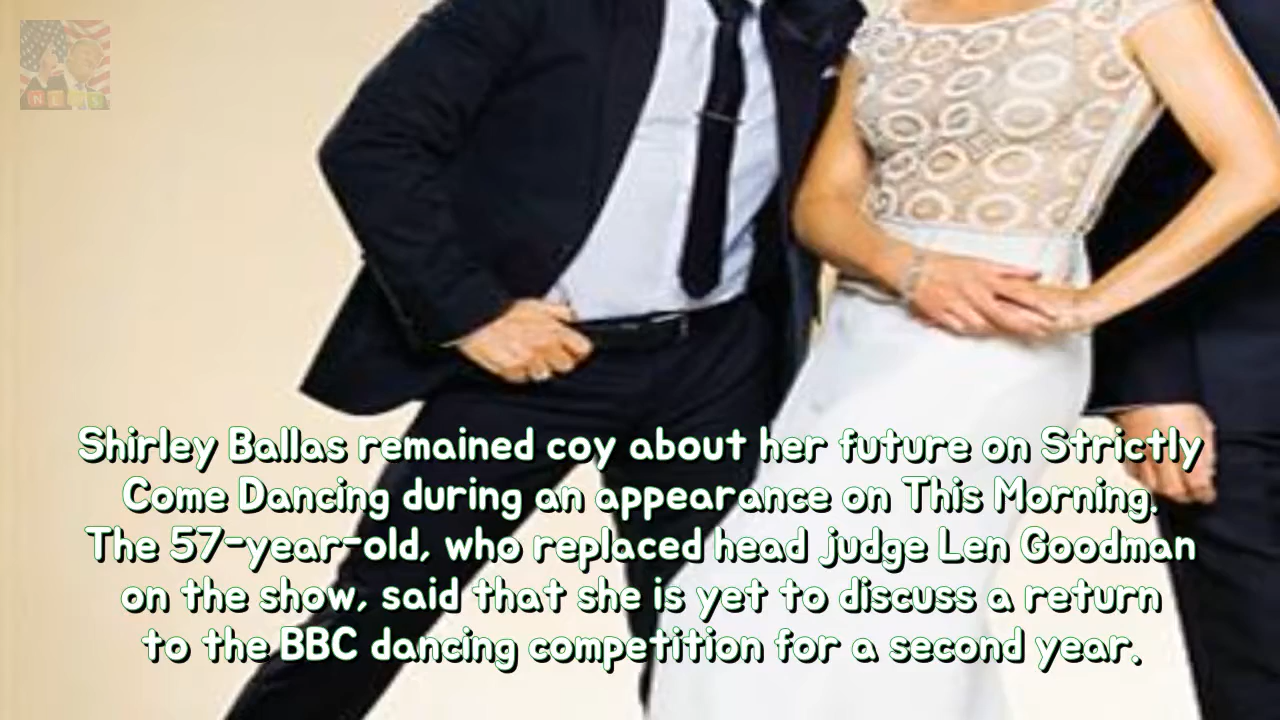 NEWS
Shirley Ballas remained coy about her future on Strictly
Come Dancing during an appearance on This Morning.
The 57-year-old, who replaced head judge Len Goodman
on the show, said that she is yet to discuss a return
to the BBC dancing competition for a second year.